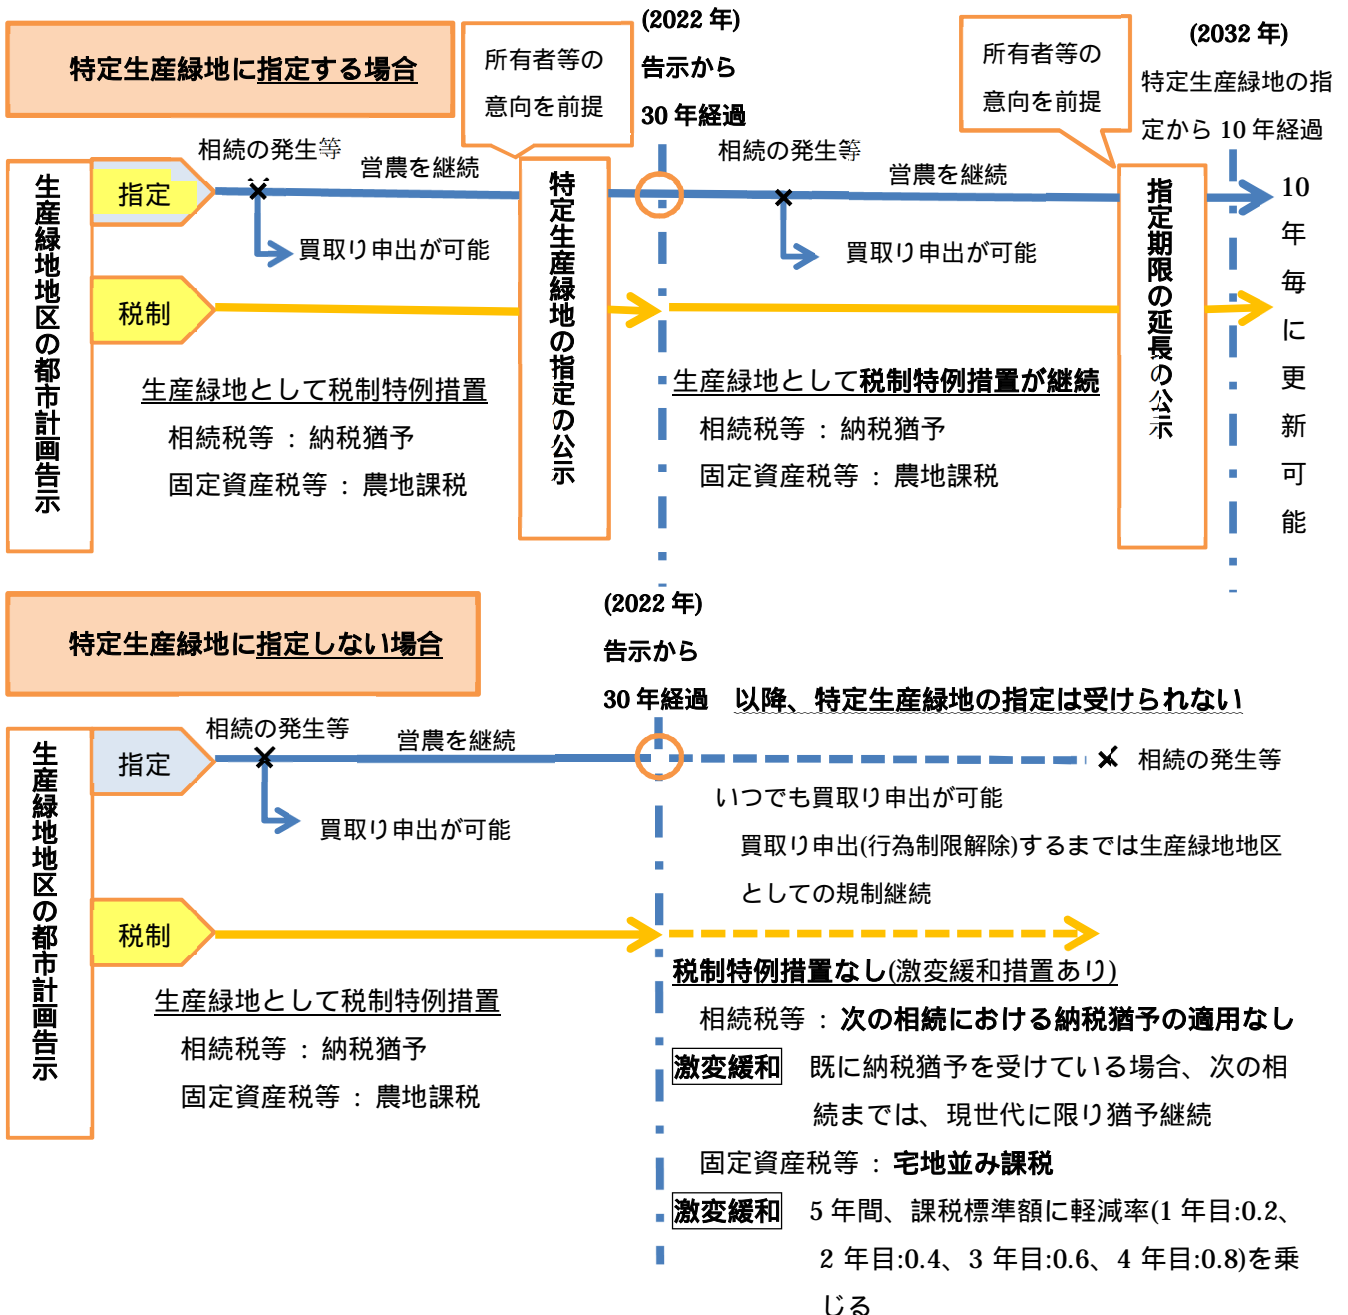 特定生産緑地に指定する場合
所有者等の
意向を前提
(2022 年)
告示から
30 年経過
所有者等の
意向を前提
(2032 年)
特定生産緑地の指
定から 10 年経過
生産緑地地区の都市計画告示
指定
相続の発生等
営農を継続
買取り申出が可能
特定生産緑地の指定の公示
相続の発生等
営農を継続
買取り申出が可能
指定期限の延長の公示
10年毎に更新可能
税制
生産緑地として税制特例措置
相続税等 : 納税猶予
固定資産税等 : 農地課税
生産緑地として税制特例措置が継続
相続税等 : 納税猶予
固定資産税等 : 農地課税
特定生産緑地に指定しない場合
(2022 年)
告示から
30 年経過
以降、特定生産緑地の指定は受けられない
生産緑地地区の都市計画告示
指定
相続の発生等
営農を継続
買取り申出が可能
相続の発生等
いつでも買取り申出が可能
買取り申出(行為制限解除)するまでは生産緑地地区
としての規制継続
税制
生産緑地として税制特例措置
相続税等 : 納税猶予
固定資産税等 : 農地課税
税制特例措置なし(激変緩和措置あり)
相続税等 : 次の相続における納税猶予の適用なし
激変緩和 既に納税猶予を受けている場合、次の相
続までは、現世代に限り猶予継続
固定資産税等 : 宅地並み課税
激変緩和 5 年間、課税標準額に軽減率(1 年目:0.2、
2 年目:0.4、3 年目:0.6、4 年目:0.8)を乗
じる